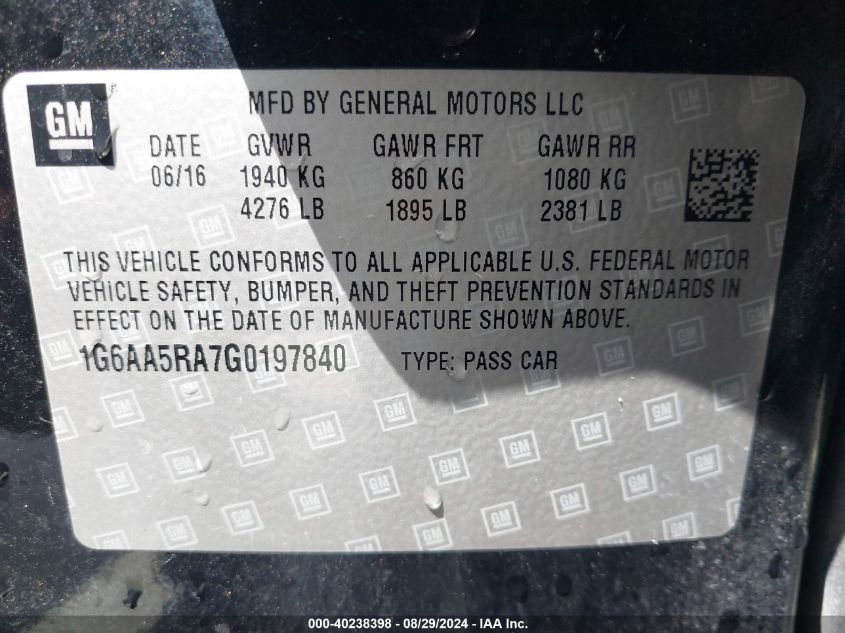 GM
MFD BY GENERAL MOTORS LLC
DATE GVWR GAWR FRT GAWR RR
06/16 1940 KG 860 KG 1080 KG
4276 LB 1895 LB 2381 LB
THIS VEHICLE CONFORMS TO ALL APPLICABLE U.S. FEDERAL MOTOR
VEHICLE SAFETY, BUMPER, AND THEFT PREVENTION STANDARDS IN
EFFECT ON THE DATE OF MANUFACTURE SHOWN ABOVE.
1G6AA5RA7G0197840 TYPE: PASS CAR
000-40238398 - 08/29/2024 - IAA Inc.